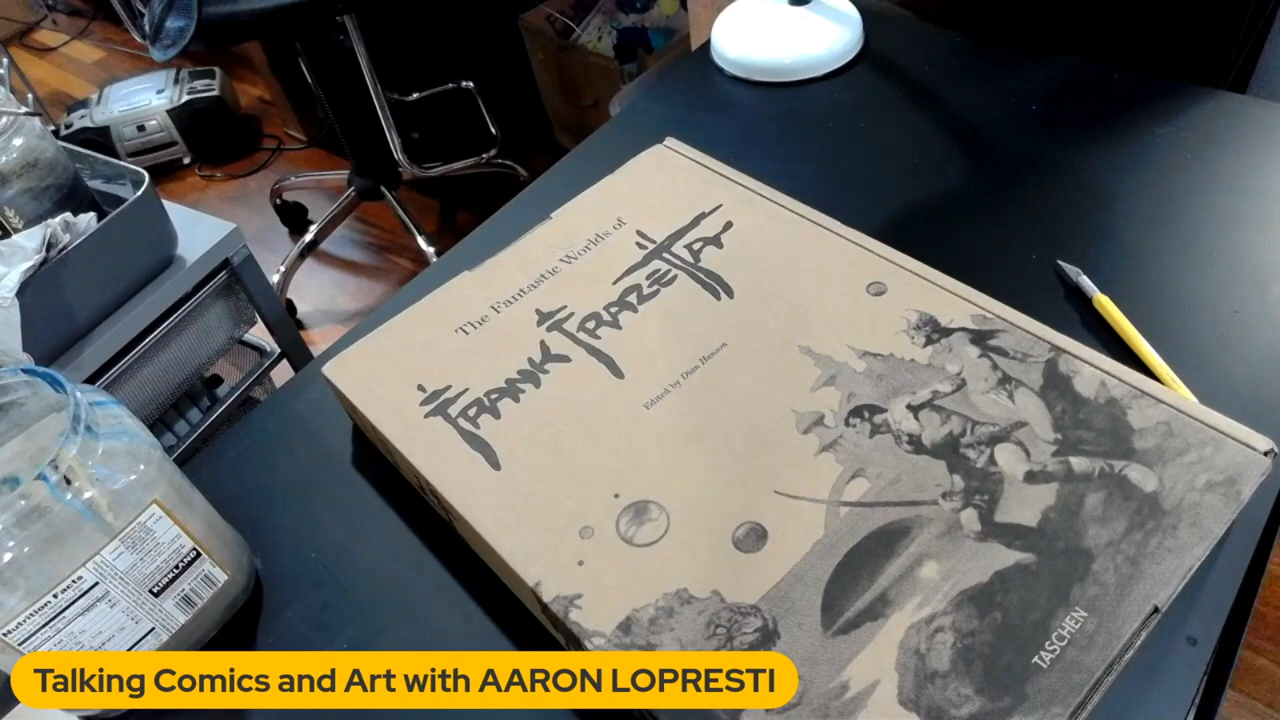 The Fantastic Worlds of
FRANK FRAZETTA
Edited by Dian Hanson
TASCHEN
Nutrition Facts
KIRKLAND
Talking Comics and Art with AARON LOPRESTI